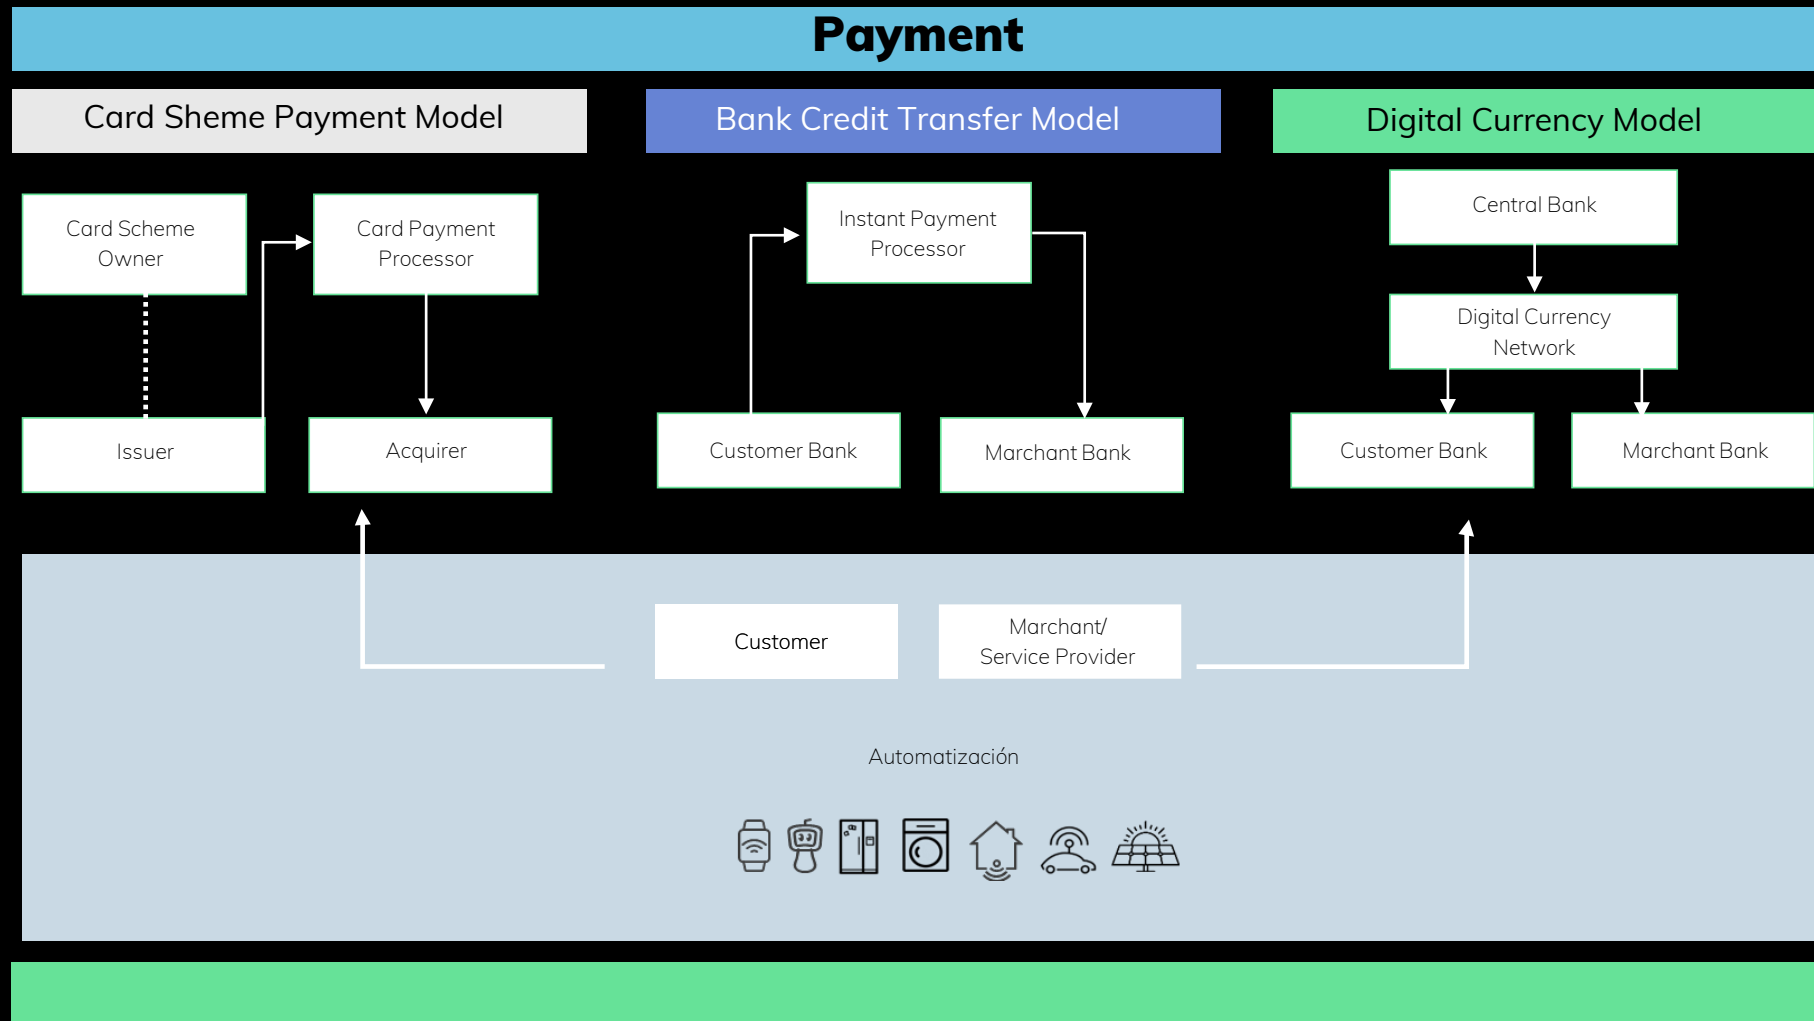 Payment
Card Sheme Payment Model
Bank Credit Transfer Model
Digital Currency Model
Card Scheme
Owner
Card Payment
Processor
Issuer
Acquirer
Instant Payment
Processor
Customer Bank
Marchant Bank
Central Bank
Digital Currency
Network
Customer Bank
Marchant Bank
Customer
Marchant/
Service Provider
Automatización